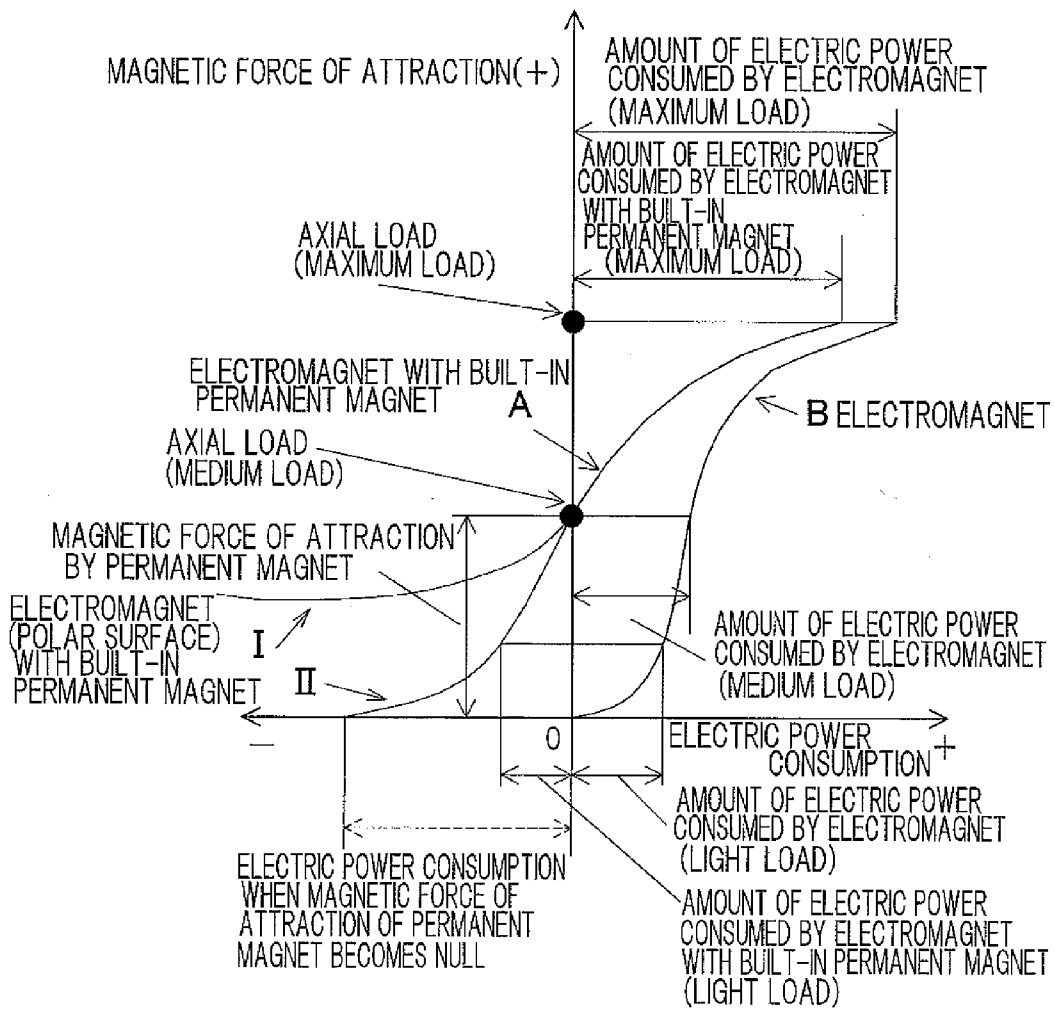 MAGNETIC FORCE OF ATTRACTION(+)
AMOUNT OF ELECTRIC POWER
CONSUMED BY ELECTROMAGNET
(MAXIMUM LOAD)
AMOUNT OF ELECTRIC POWER
CONSUMED BY ELECTROMAGNET
WITH BUILT-IN
PERMANENT MAGNET
(MAXIMUM LOAD)
AXIAL LOAD
(MAXIMUM LOAD)
ELECTROMAGNET WITH BUILT-IN
PERMANENT MAGNET
A
B ELECTROMAGNET
AXIAL LOAD
(MEDIUM LOAD)
MAGNETIC FORCE OF ATTRACTION
BY PERMANENT MAGNET
ELECTROMAGNET
(POLAR SURFACE)
WITH BUILT-IN
PERMANENT MAGNET
I
II
AMOUNT OF ELECTRIC POWER
CONSUMED BY ELECTROMAGNET
(MEDIUM LOAD)
−
0
ELECTRIC POWER
CONSUMPTION +
AMOUNT OF ELECTRIC POWER
CONSUMED BY ELECTROMAGNET
(LIGHT LOAD)
ELECTRIC POWER CONSUMPTION
WHEN MAGNETIC FORCE OF
ATTRACTION OF PERMANENT
MAGNET BECOMES NULL
AMOUNT OF ELECTRIC POWER
CONSUMED BY ELECTROMAGNET
WITH BUILT-IN PERMANENT MAGNET
(LIGHT LOAD)